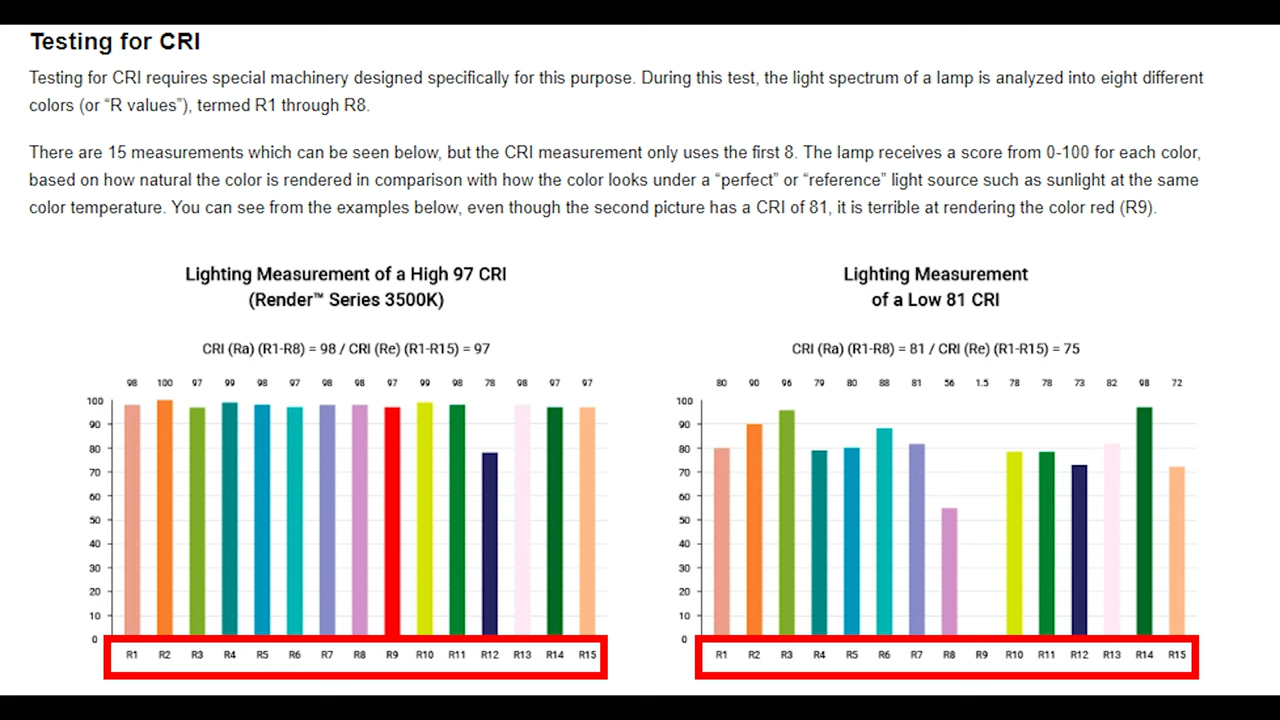 Testing for CRI
Testing for CRI requires special machinery designed specifically for this purpose. During this test, the light spectrum of a lamp is analyzed into eight different
colors (or “R values”), termed R1 through R8.
There are 15 measurements which can be seen below, but the CRI measurement only uses the first 8. The lamp receives a score from 0-100 for each color,
based on how natural the color is rendered in comparison with how the color looks under a “perfect” or “reference” light source such as sunlight at the same
color temperature. You can see from the examples below, even though the second picture has a CRI of 81, it is terrible at rendering the color red (R9).
Lighting Measurement of a High 97 CRI
(Render™ Series 3500K)
CRI (Ra) (R1-R8) = 98 / CRI (Re) (R1-R15) = 97
98 100 97 99 98 97 98 98 97 99 98 78 98 97 97
100
90
80
70
60
50
40
30
20
10
0
R1 R2 R3 R4 R5 R6 R7 R8 R9 R10 R11 R12 R13 R14 R15
Lighting Measurement
of a Low 81 CRI
CRI (Ra) (R1-R8) = 81 / CRI (Re) (R1-R15) = 75
80 90 96 79 80 88 81 56 1.5 78 78 73 82 98 72
100
90
80
70
60
50
40
30
20
10
0
R1 R2 R3 R4 R5 R6 R7 R8 R9 R10 R11 R12 R13 R14 R15